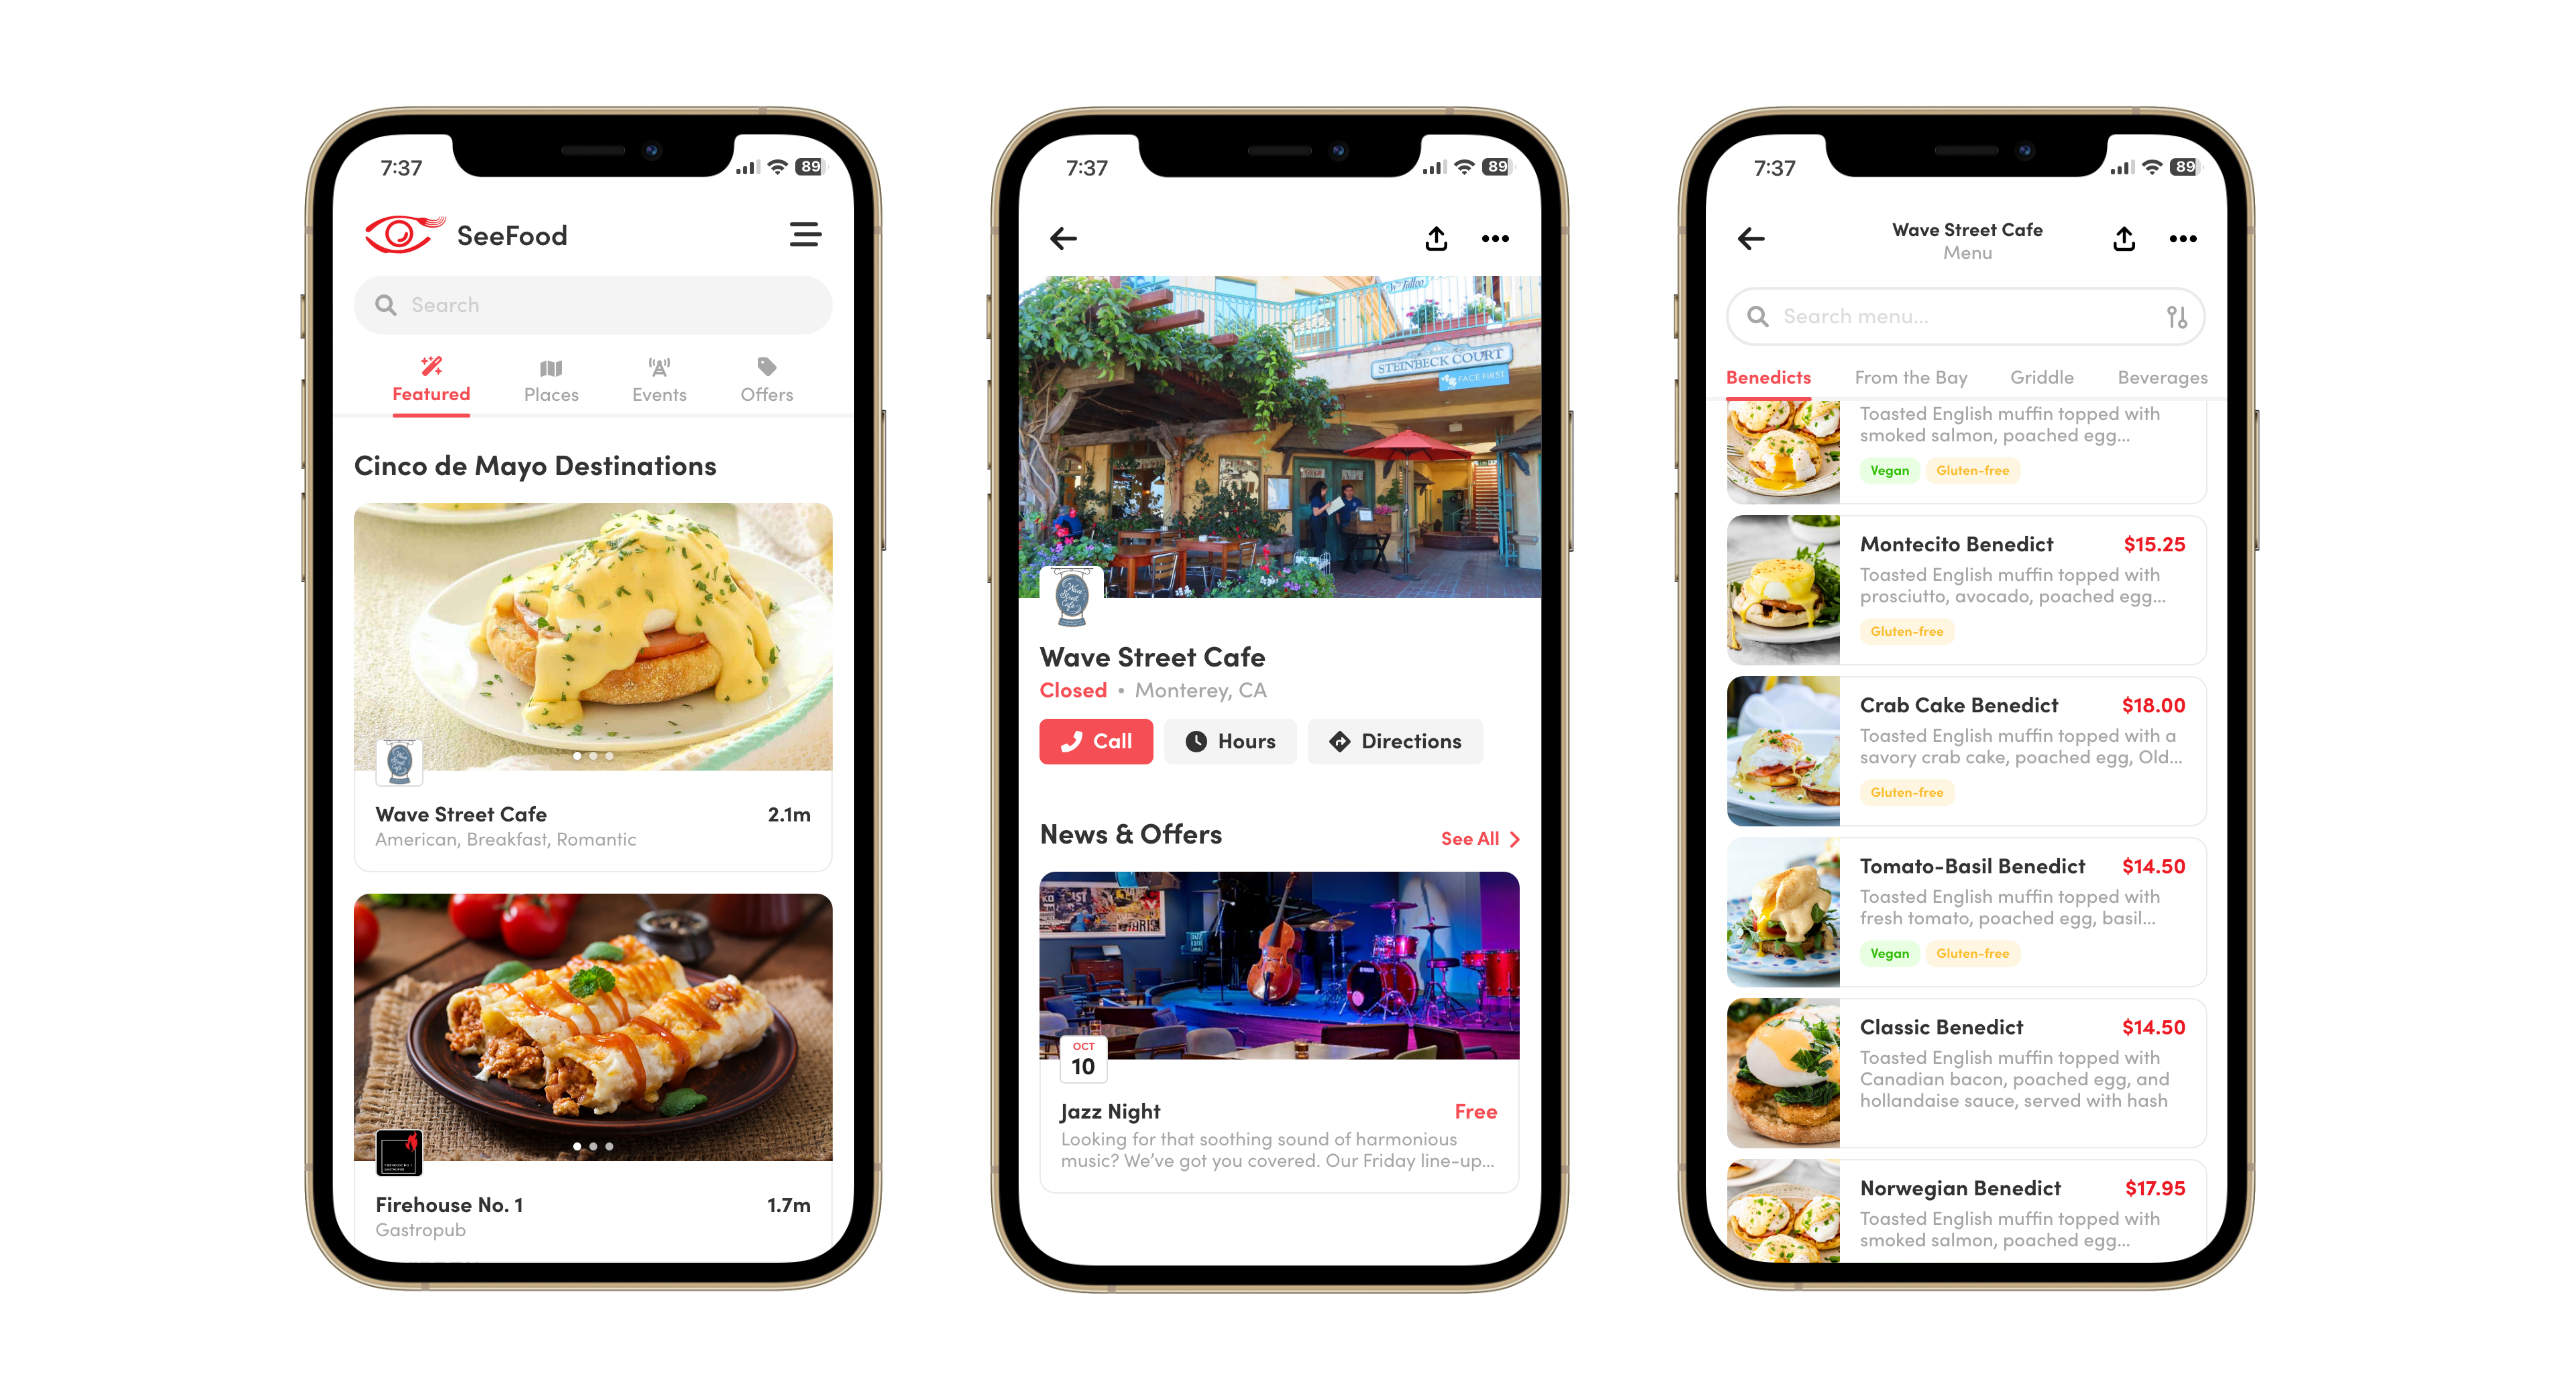 7:37
89
SeeFood
Search
Featured
Places
Events
Offers
Cinco de Mayo Destinations
Wave Street Cafe
2.1m
American, Breakfast, Romantic
Firehouse No. 1
1.7m
Gastropub
7:37
89
STEINBECK COURT
FACE FIRST
Wave Street Cafe
Wave Street Cafe
Closed • Monterey, CA
Call
Hours
Directions
News & Offers
See All
OCT
10
Jazz Night
Free
Looking for that soothing sound of harmonious
music? We’ve got you covered. Our Friday line-up...
7:37
89
Wave Street Cafe
Menu
Search menu...
Benedicts
From the Bay
Griddle
Beverages
Toasted English muffin topped with
smoked salmon, poached egg...
Vegan
Gluten-free
Montecito Benedict
$15.25
Toasted English muffin topped with
prosciutto, avocado, poached egg...
Gluten-free
Crab Cake Benedict
$18.00
Toasted English muffin topped with a
savory crab cake, poached egg, Old...
Gluten-free
Tomato-Basil Benedict
$14.50
Toasted English muffin topped with
fresh tomato, poached egg, basil...
Vegan
Gluten-free
Classic Benedict
$14.50
Toasted English muffin topped with
Canadian bacon, poached egg, and
hollandaise sauce, served with hash
Norwegian Benedict
$17.95
Toasted English muffin topped with
smoked salmon, poached egg...